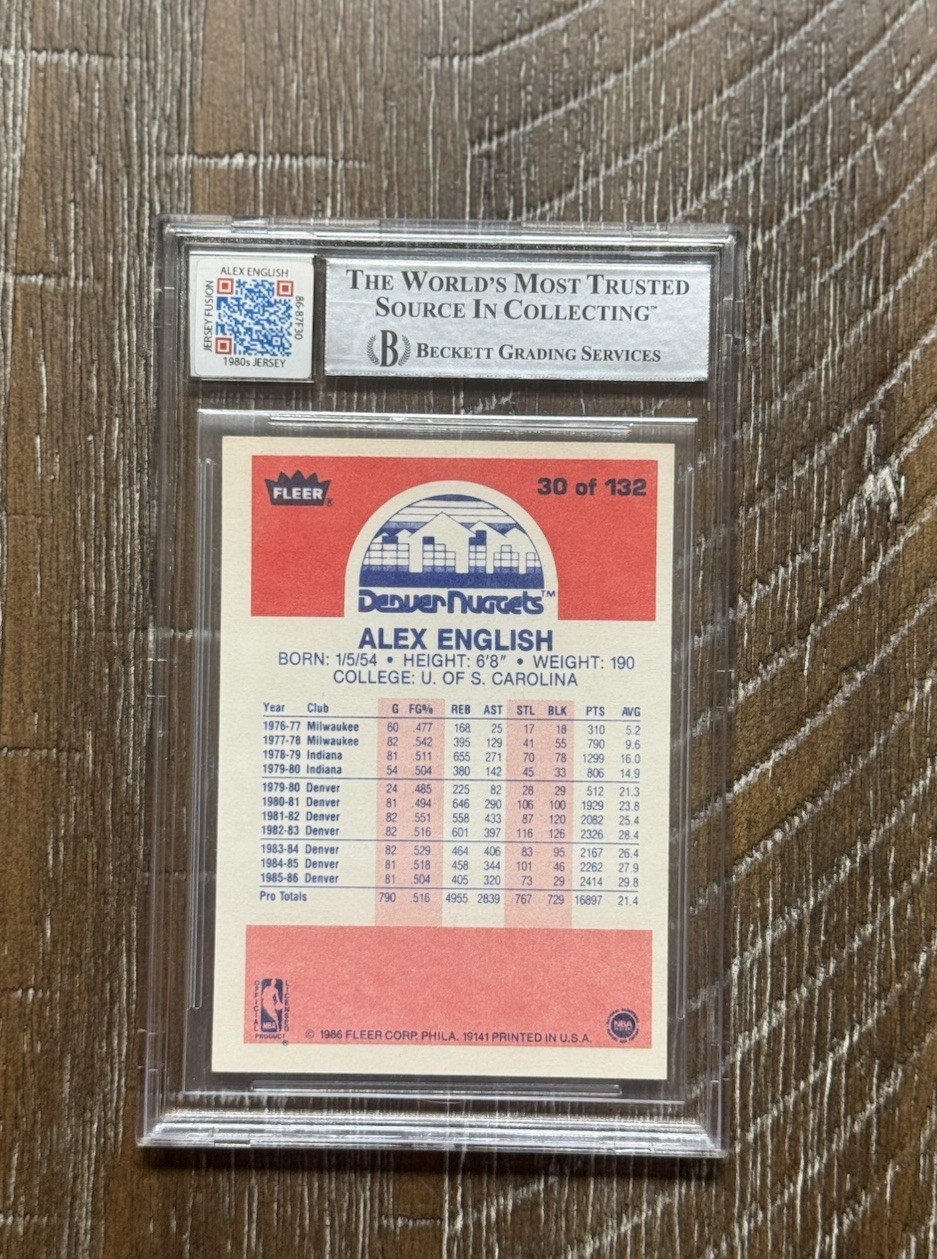 ALEX ENGLISH
JERSEY FUSION
86-87F30
1980s JERSEY
THE WORLD'S MOST TRUSTED
SOURCE IN COLLECTING™
B BECKETT GRADING SERVICES
FLEER®
30 of 132
Denver Nuggets™
ALEX ENGLISH
BORN: 1/5/54 • HEIGHT: 6'8" • WEIGHT: 190
COLLEGE: U. OF S. CAROLINA
Year Club G FG% REB AST STL BLK PTS AVG
1976-77 Milwaukee 60 .477 168 25 17 18 310 5.2
1977-78 Milwaukee 82 .542 395 129 41 55 790 9.6
1978-79 Indiana 81 .511 655 271 70 78 1299 16.0
1979-80 Indiana 54 .504 380 142 45 33 806 14.9
1979-80 Denver 24 .485 225 82 28 29 512 21.3
1980-81 Denver 81 .494 646 290 106 100 1929 23.8
1981-82 Denver 82 .551 558 433 87 120 2082 25.4
1982-83 Denver 82 .516 601 397 116 126 2326 28.4
1983-84 Denver 82 .529 464 406 83 95 2167 26.4
1984-85 Denver 81 .518 458 344 101 46 2262 27.9
1985-86 Denver 81 .504 405 320 73 29 2414 29.8
Pro Totals 790 .516 4955 2839 767 729 16897 21.4
OFFICIAL LICENSED
NBA
PRODUCT®
© 1986 FLEER CORP. PHILA. 19141 PRINTED IN U.S.A.
NBA